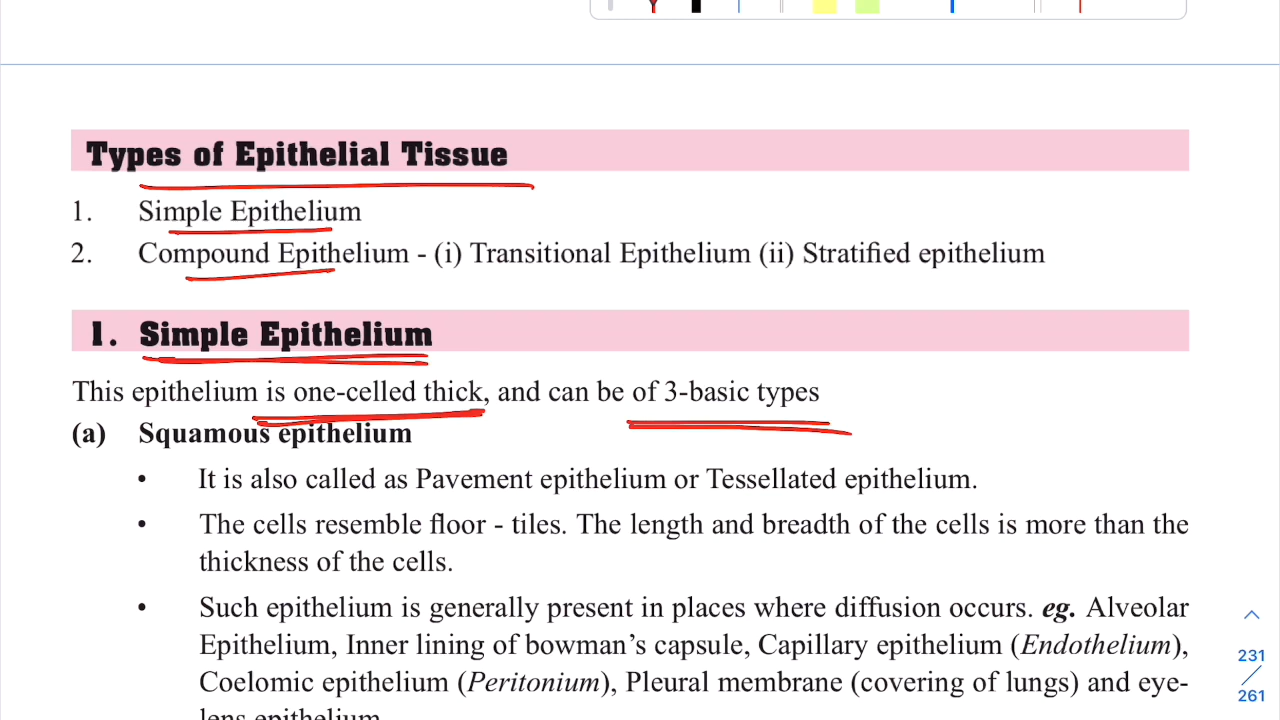 Types of Epithelial Tissue
1. Simple Epithelium
2. Compound Epithelium - (i) Transitional Epithelium (ii) Stratified epithelium
1. Simple Epithelium
This epithelium is one-celled thick, and can be of 3-basic types
(a) Squamous epithelium
• It is also called as Pavement epithelium or Tessellated epithelium.
• The cells resemble floor - tiles. The length and breadth of the cells is more than the
thickness of the cells.
• Such epithelium is generally present in places where diffusion occurs. eg. Alveolar
Epithelium, Inner lining of bowman's capsule, Capillary epithelium (Endothelium),
Coelomic epithelium (Peritonium), Pleural membrane (covering of lungs) and eye-
lens epithelium.
231
261